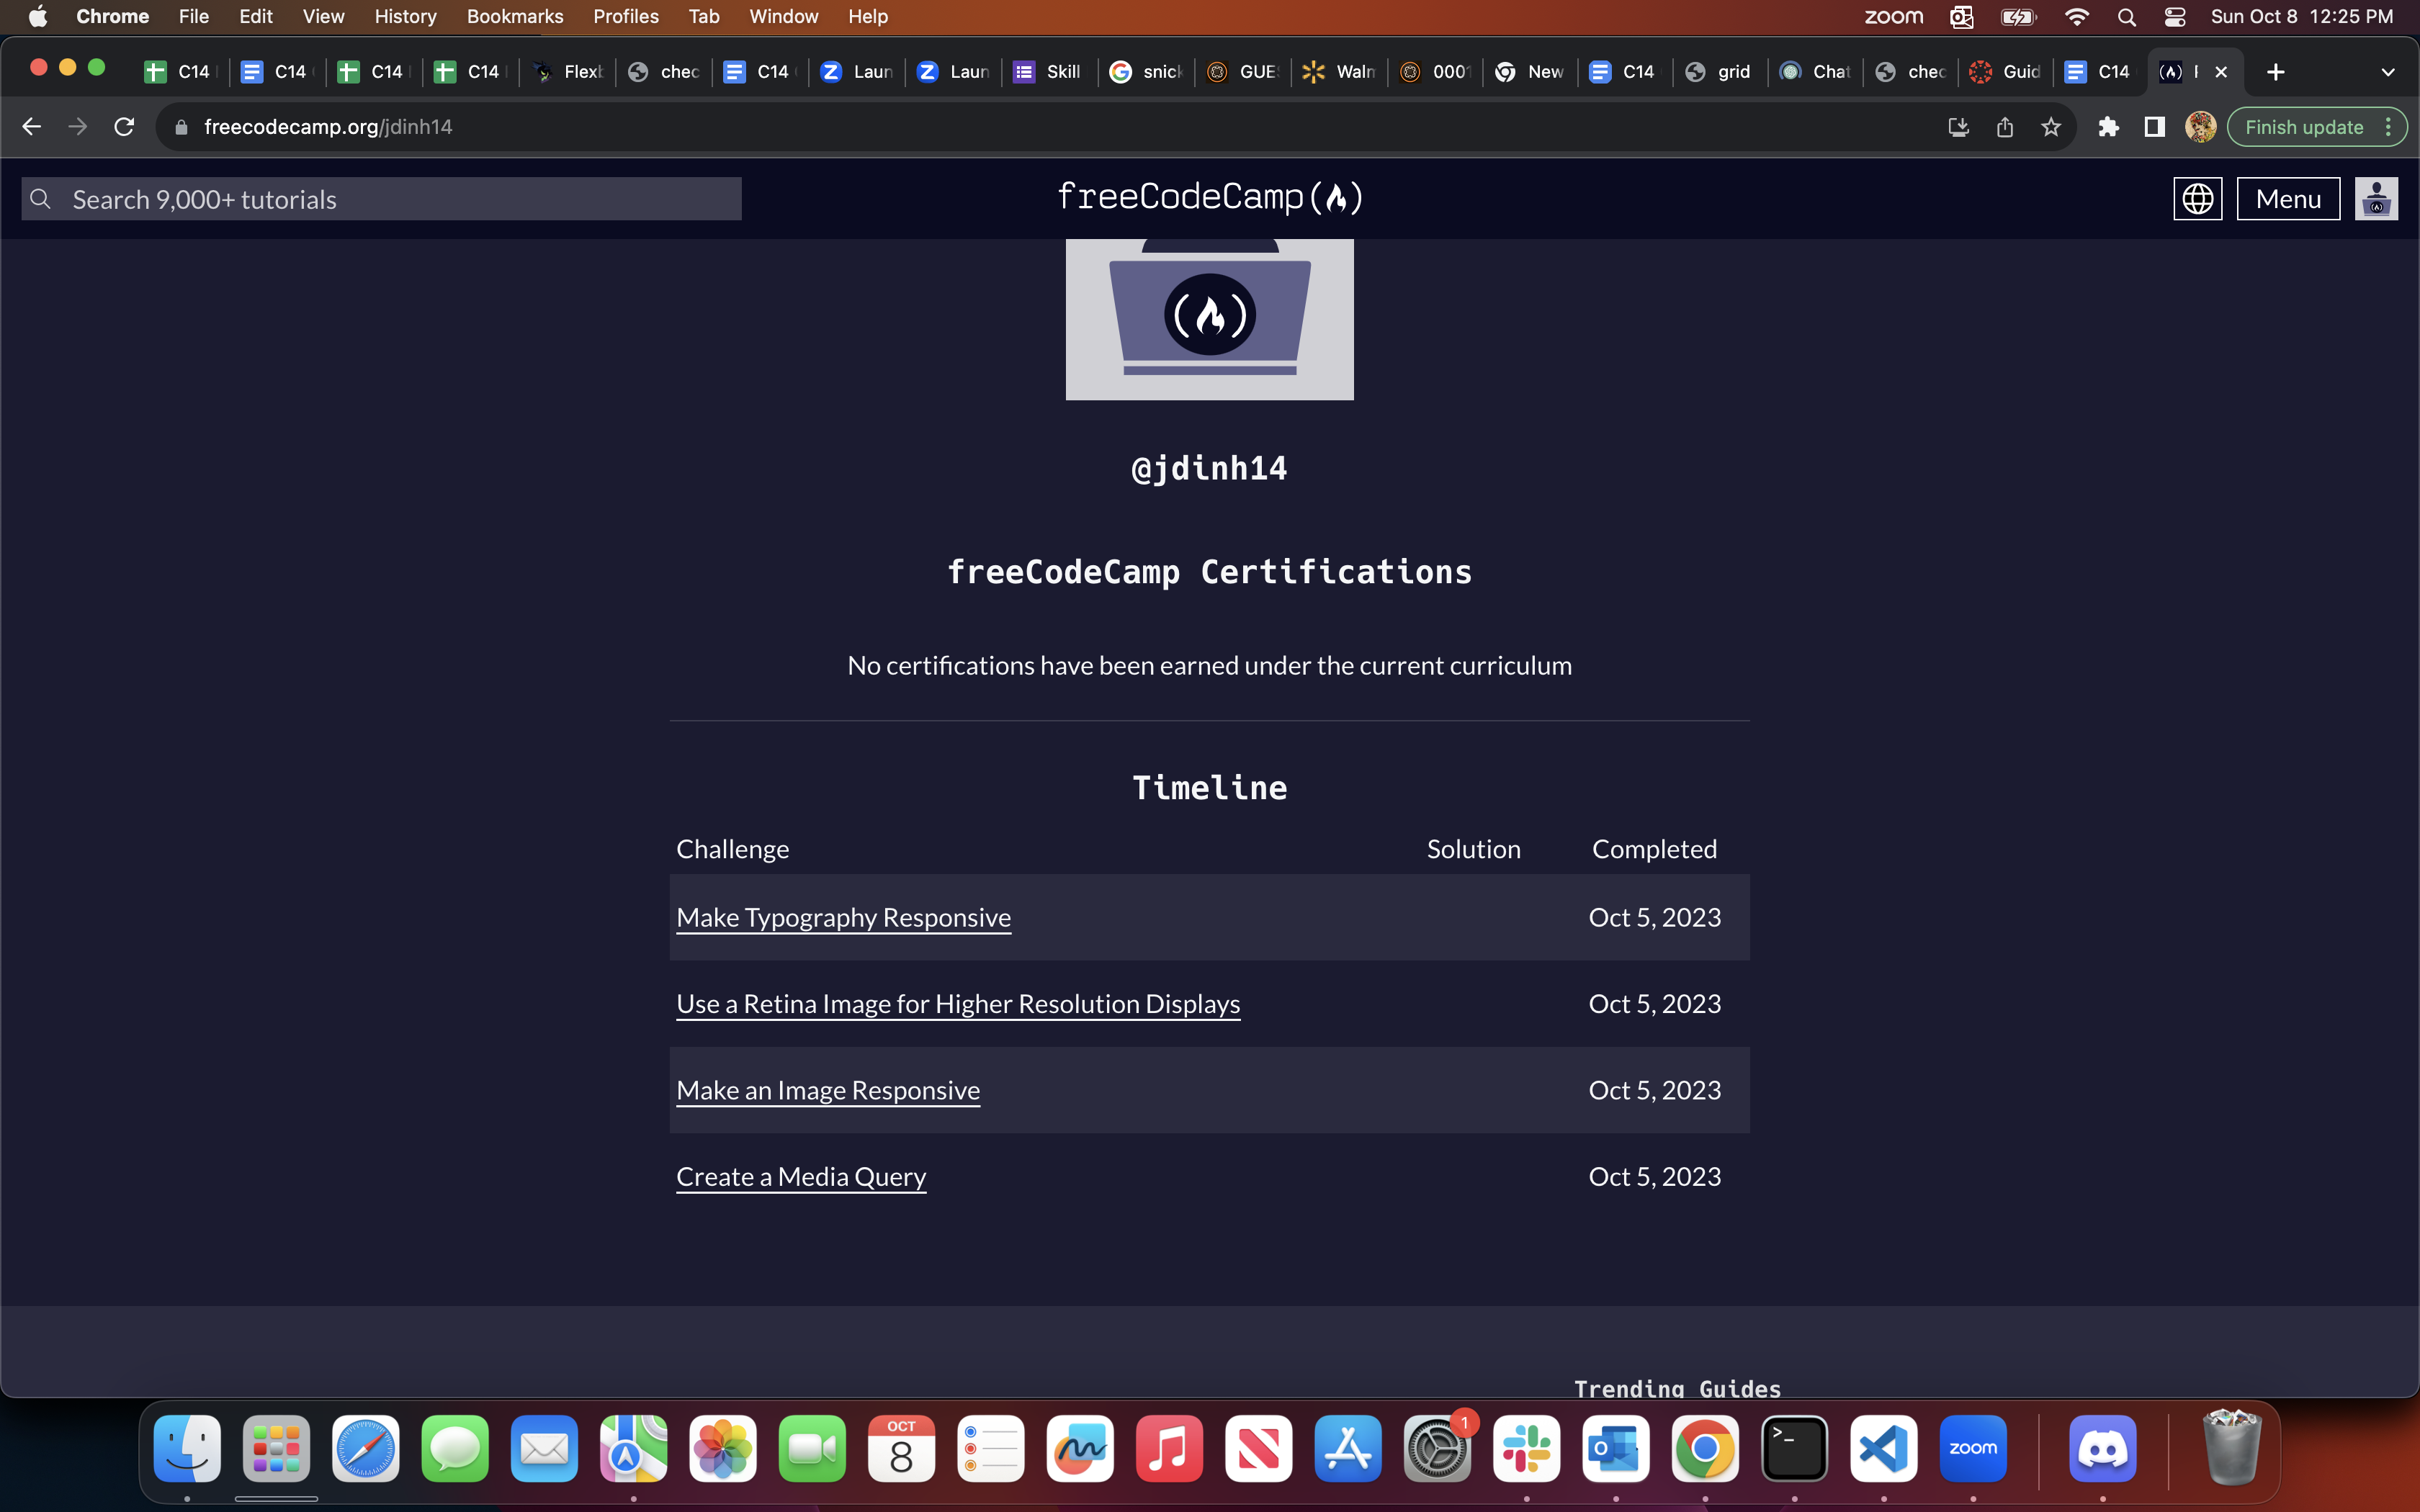 Chrome File Edit View History Bookmarks Profiles Tab Window Help zoom Sun Oct 8 12:25 PM
C14 C14 C14 C14 Flexb chec C14 Laun Laun Skill snick GUE Waln 0001 New C14 grid Chat chec Guid C14
freecodecamp.org/jdinh14 Finish update
Search 9,000+ tutorials freeCodeCamp Menu
@jdinh14
freeCodeCamp Certifications
No certifications have been earned under the current curriculum
Timeline
Challenge Solution Completed
Make Typography Responsive Oct 5, 2023
Use a Retina Image for Higher Resolution Displays Oct 5, 2023
Make an Image Responsive Oct 5, 2023
Create a Media Query Oct 5, 2023
Trending Guides
OCT
8
1
zoom